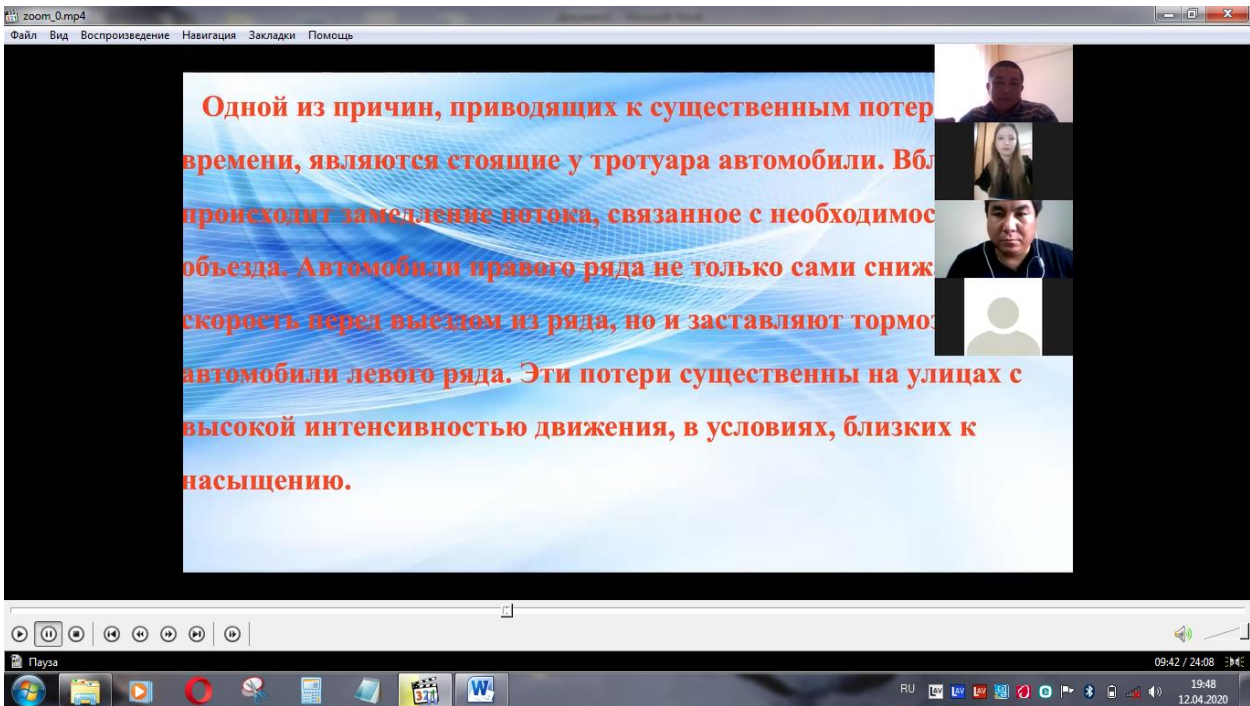 zoom_0.mp4
Файл Вид Воспроизведение Навигация Закладки Помощь
Одной из причин, приводящих к существенным потер
времени, являются стоящие у тротуара автомобили. Вбл
происходит замедление потока, связанное с необходимос
объезда. Автомобили правого ряда не только сами сниж
скорость перед выездом из ряда, но и заставляют тормо
автомобили левого ряда. Эти потери существенны на улицах с
высокой интенсивностью движения, в условиях, близких к
насыщению.
Пауза
09:42 / 24:08
RU
19:48
12.04.2020